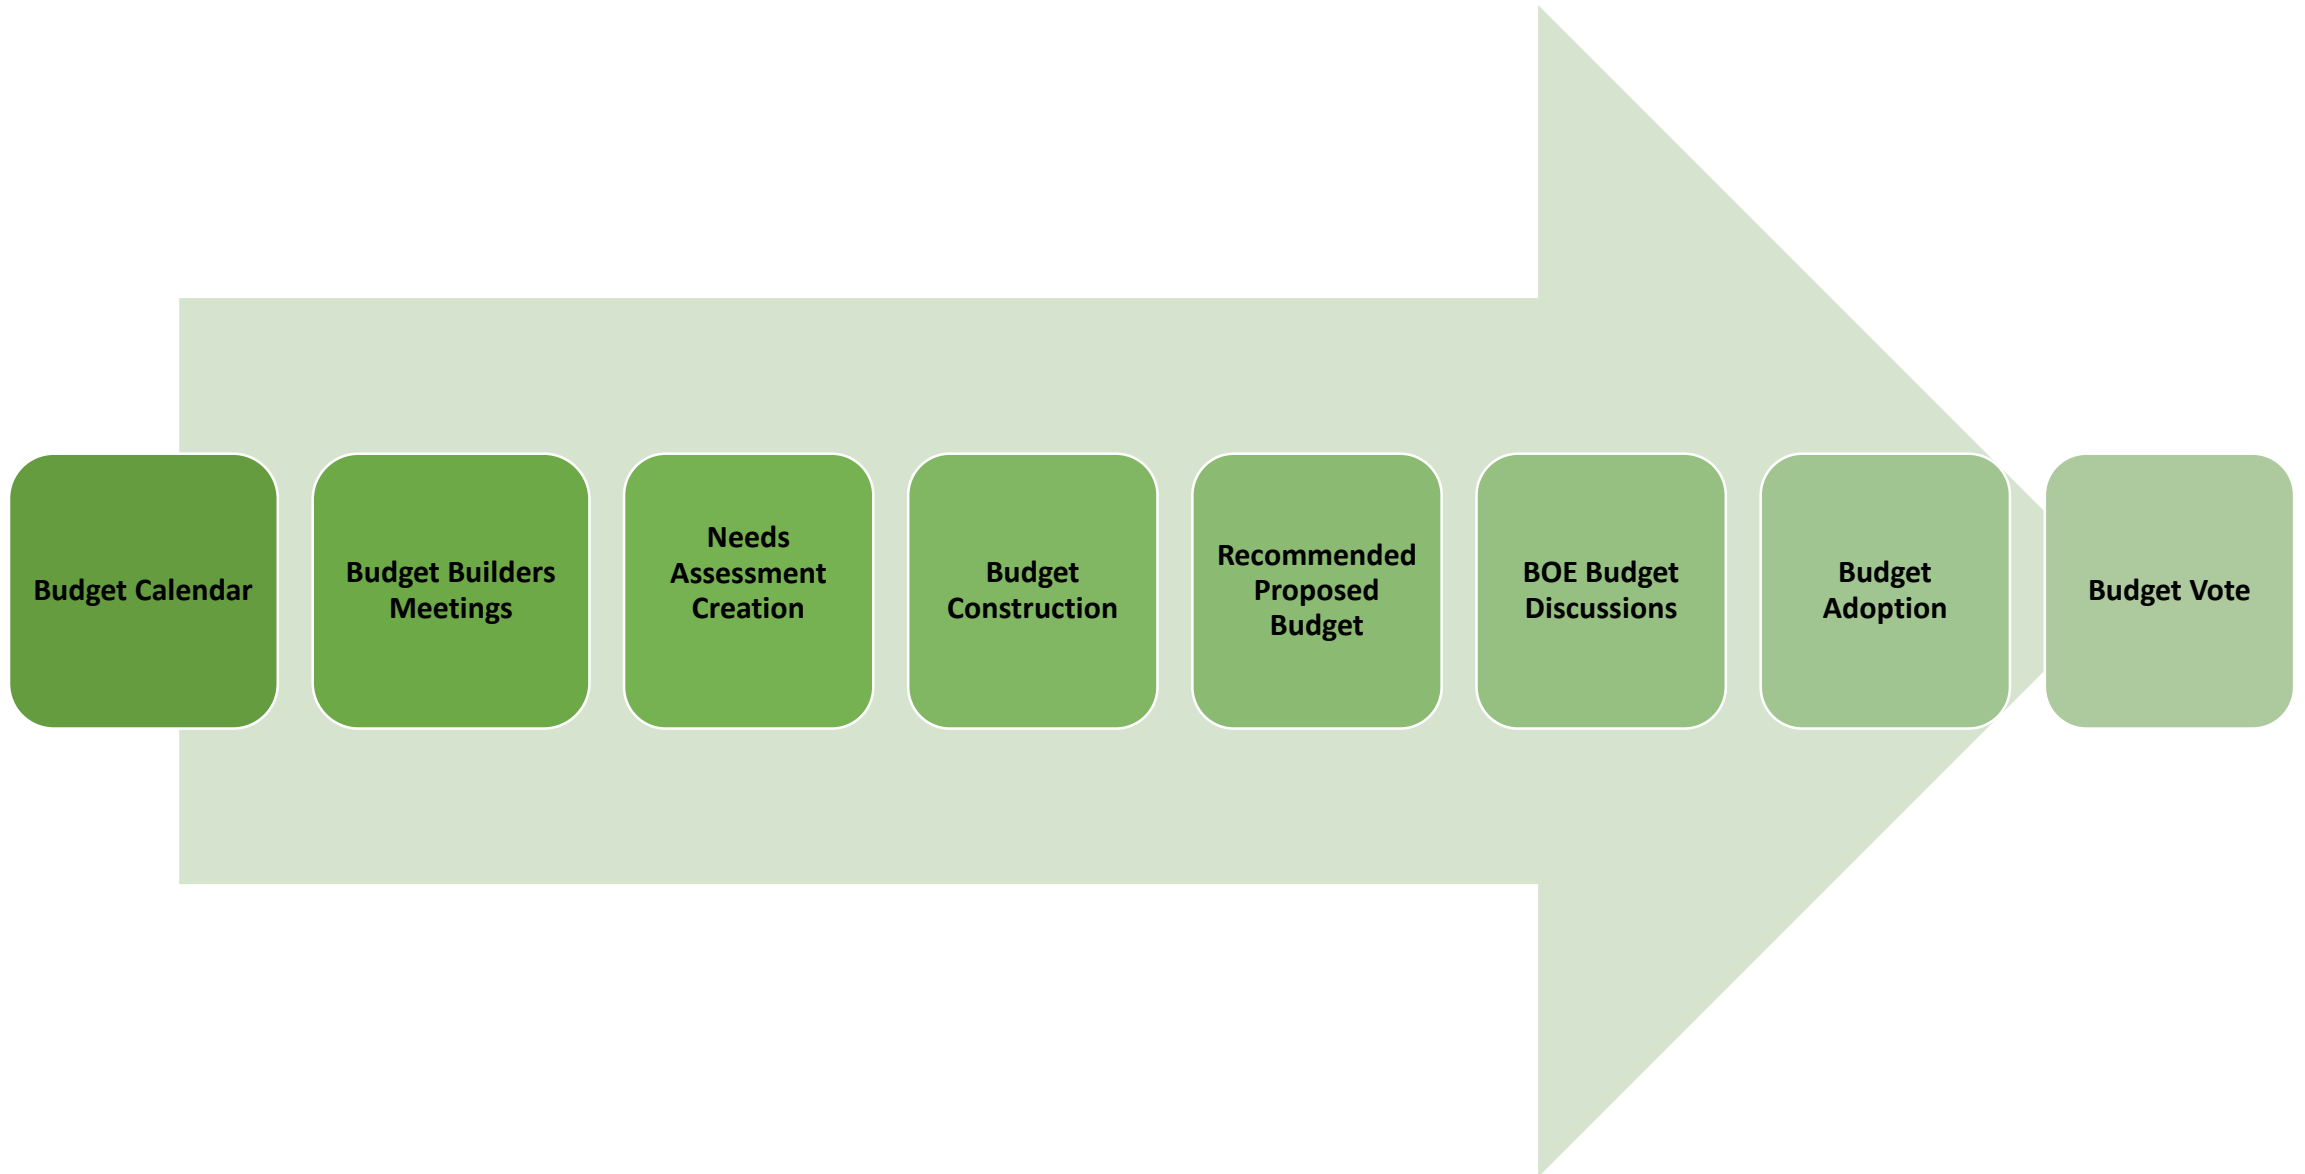 Budget Calendar
Budget Builders
Meetings
Needs
Assessment
Creation
Budget
Construction
Recommended
Proposed
Budget
BOE Budget
Discussions
Budget
Adoption
Budget Vote